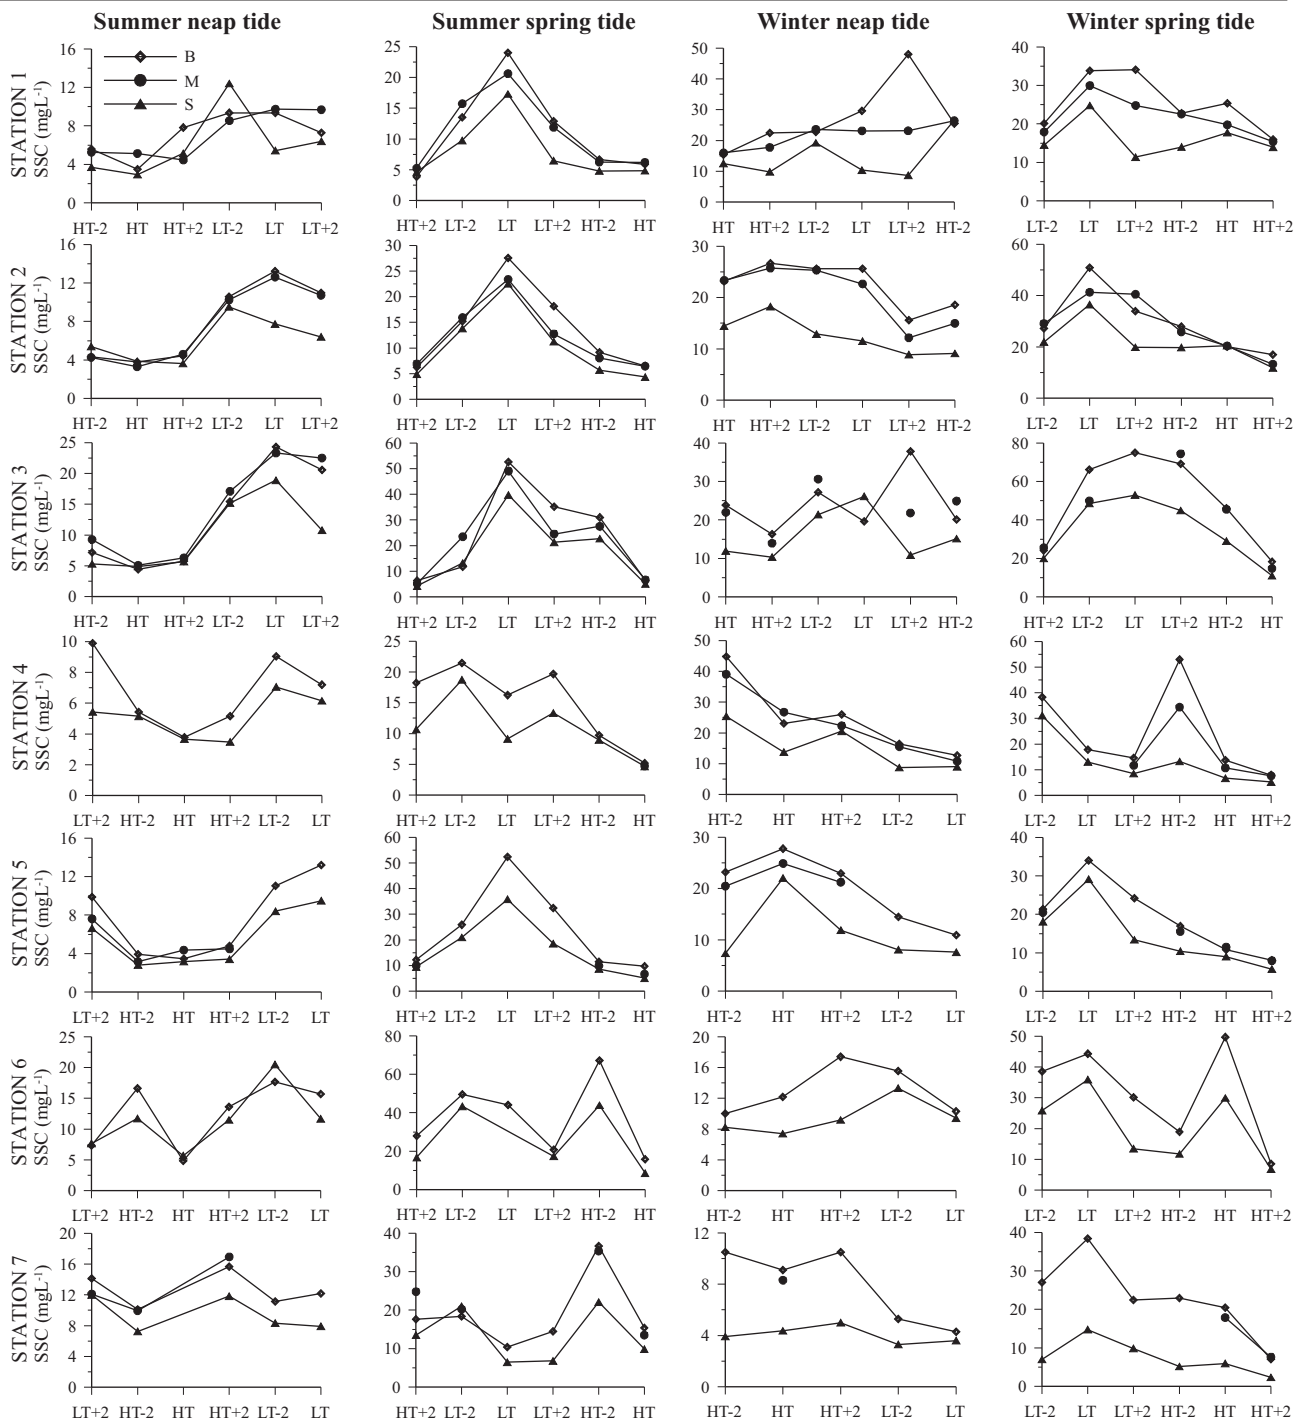 Summer neap tide Summer spring tide Winter neap tide Winter spring tide
STATION 1
SSC (mgL-1)
B
M
S
16 12 8 4 0
HT-2 HT HT+2 LT-2 LT LT+2
25 20 15 10 5 0
HT+2 LT-2 LT LT+2 HT-2 HT
50 40 30 20 10 0
HT HT+2 LT-2 LT LT+2 HT-2
40 30 20 10 0
LT-2 LT LT+2 HT-2 HT HT+2
STATION 2
SSC (mgL-1)
16 12 8 4 0
HT-2 HT HT+2 LT-2 LT LT+2
30 25 20 15 10 5 0
HT+2 LT-2 LT LT+2 HT-2 HT
30 20 10 0
HT HT+2 LT-2 LT LT+2 HT-2
60 40 20 0
LT-2 LT LT+2 HT-2 HT HT+2
STATION 3
SSC (mgL-1)
25 20 15 10 5 0
HT-2 HT HT+2 LT-2 LT LT+2
60 50 40 30 20 10 0
HT+2 LT-2 LT LT+2 HT-2 HT
40 30 20 10 0
HT HT+2 LT-2 LT LT+2 HT-2
80 60 40 20 0
HT+2 LT-2 LT LT+2 HT-2 HT
STATION 4
SSC (mgL-1)
10 8 6 4 2 0
LT+2 HT-2 HT HT+2 LT-2 LT
25 20 15 10 5 0
HT+2 LT-2 LT LT+2 HT-2 HT
50 40 30 20 10 0
HT-2 HT HT+2 LT-2 LT
60 50 40 30 20 10 0
LT-2 LT LT+2 HT-2 HT HT+2
STATION 5
SSC (mgL-1)
16 12 8 4 0
LT+2 HT-2 HT HT+2 LT-2 LT
60 50 40 30 20 10 0
HT+2 LT-2 LT LT+2 HT-2 HT
30 20 10 0
HT-2 HT HT+2 LT-2 LT
40 30 20 10 0
LT-2 LT LT+2 HT-2 HT HT+2
STATION 6
SSC (mgL-1)
25 20 15 10 5 0
LT+2 HT-2 HT HT+2 LT-2 LT
80 60 40 20 0
HT+2 LT-2 LT LT+2 HT-2 HT
20 16 12 8 4 0
HT-2 HT HT+2 LT-2 LT
50 40 30 20 10 0
LT-2 LT LT+2 HT-2 HT HT+2
STATION 7
SSC (mgL-1)
20 16 12 8 4 0
LT+2 HT-2 HT HT+2 LT-2 LT
40 30 20 10 0
HT+2 LT-2 LT LT+2 HT-2 HT
12 8 4 0
HT-2 HT HT+2 LT-2 LT
40 30 20 10 0
LT-2 LT LT+2 HT-2 HT HT+2